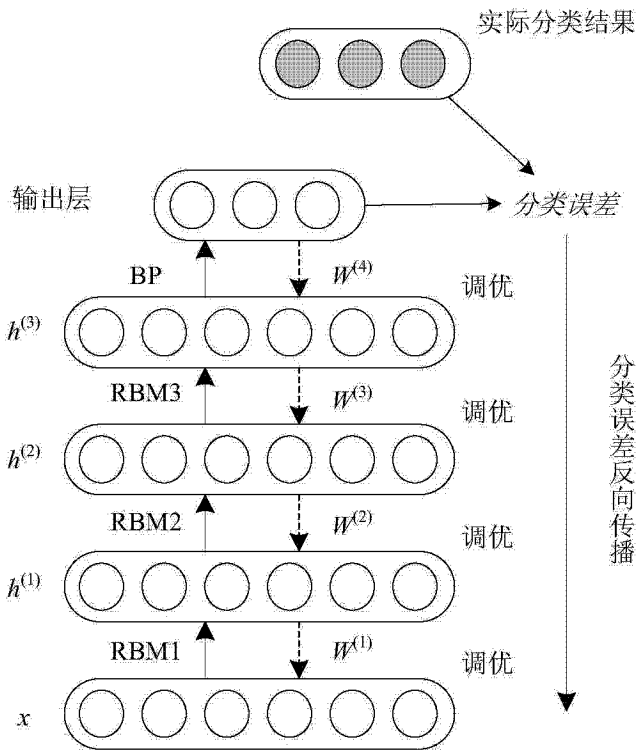 实际分类结果
输出层
分类误差
BP
W^(4)
调优
h^(3)
RBM3
W^(3)
调优
h^(2)
RBM2
W^(2)
调优
h^(1)
RBM1
W^(1)
调优
x
分类误差反向传播